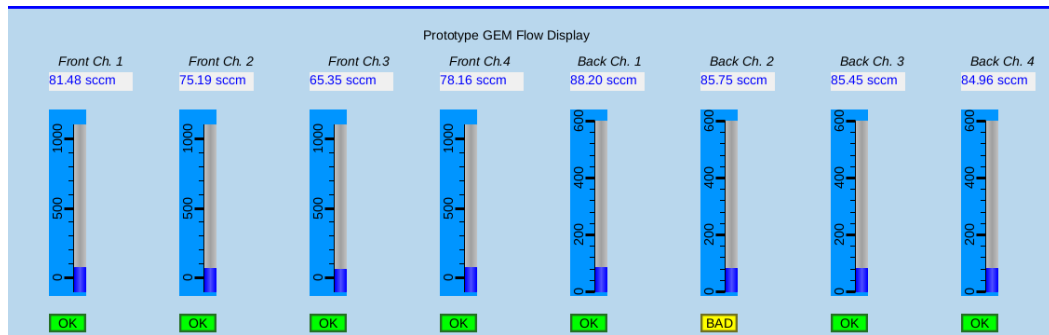 Prototype GEM Flow Display
Front Ch. 1 Front Ch. 2 Front Ch.3 Front Ch.4 Back Ch. 1 Back Ch. 2 Back Ch. 3 Back Ch. 4
81.48 sccm 75.19 sccm 65.35 sccm 78.16 sccm 88.20 sccm 85.75 sccm 85.45 sccm 84.96 sccm
1000 1000 1000 1000 600 600 600 600
500 500 500 500 400 400 400 400
0 0 0 0 200 200 200 200
0 0 0 0
OK OK OK OK OK BAD OK OK